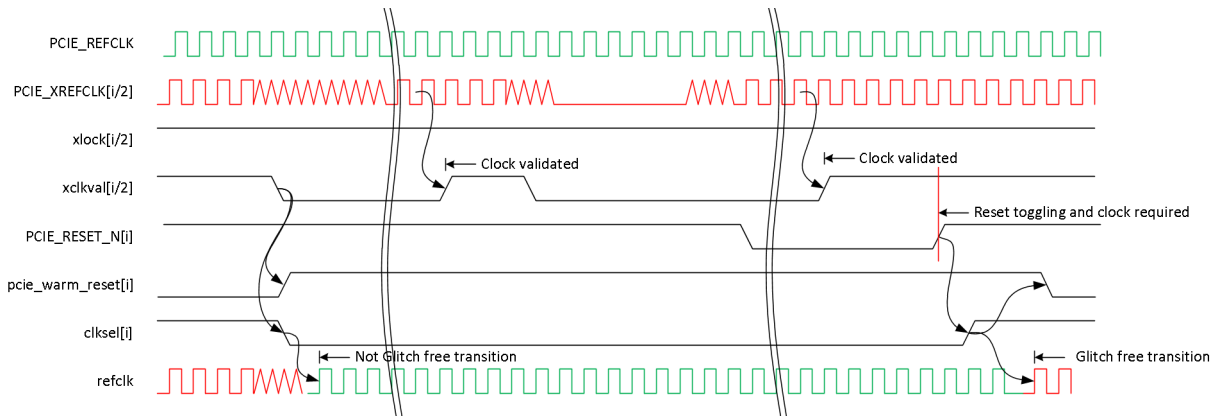 PCIE_REFCLK
PCIE_XREFCLK[i/2]
xlock[i/2]
Clock validated
Clock validated
xclkval[i/2]
Reset toggling and clock required
PCIE_RESET_N[i]
pcie_warm_reset[i]
clksel[i]
Not Glitch free transition
Glitch free transition
refclk